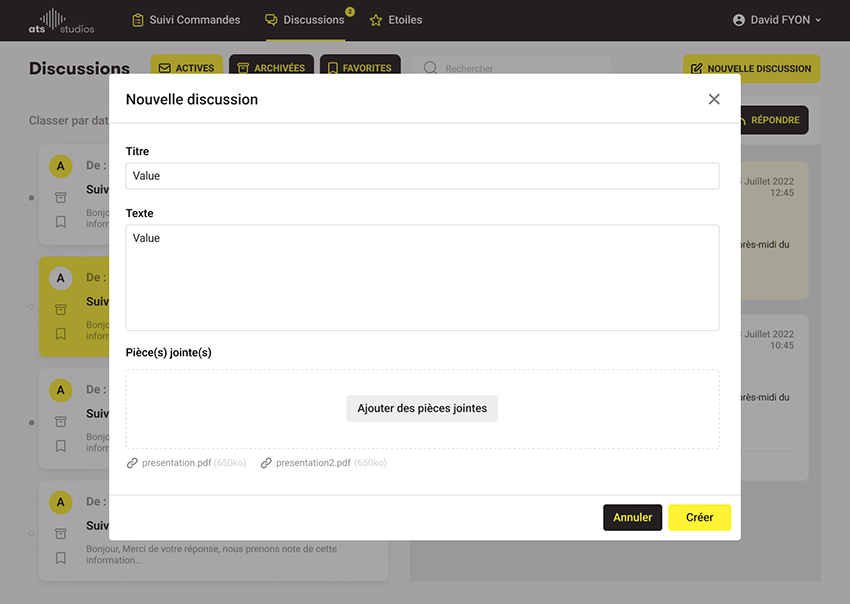 ats studios
Suivi Commandes
Discussions
2
Etoiles
David FYON
Discussions
ACTIVES
ARCHIVÉES
FAVORITES
Rechercher
NOUVELLE DISCUSSION
Classer par dat
RÉPONDRE
Nouvelle discussion
Titre
Value
Texte
Value
Pièce(s) jointe(s)
Ajouter des pièces jointes
presentation.pdf (650ko)
presentation2.pdf (650ko)
Annuler
Créer
A
De :
Suiv
Bonjo
inform
A
De :
Suiv
Bonjo
inform
A
De :
Suiv
Bonjo
inform
A
De :
Suiv
Bonjour, Merci de votre réponse, nous prenons note de cette
information...
Juillet 2022
12:45
rès-midi du
Juillet 2022
10:45
rès-midi du